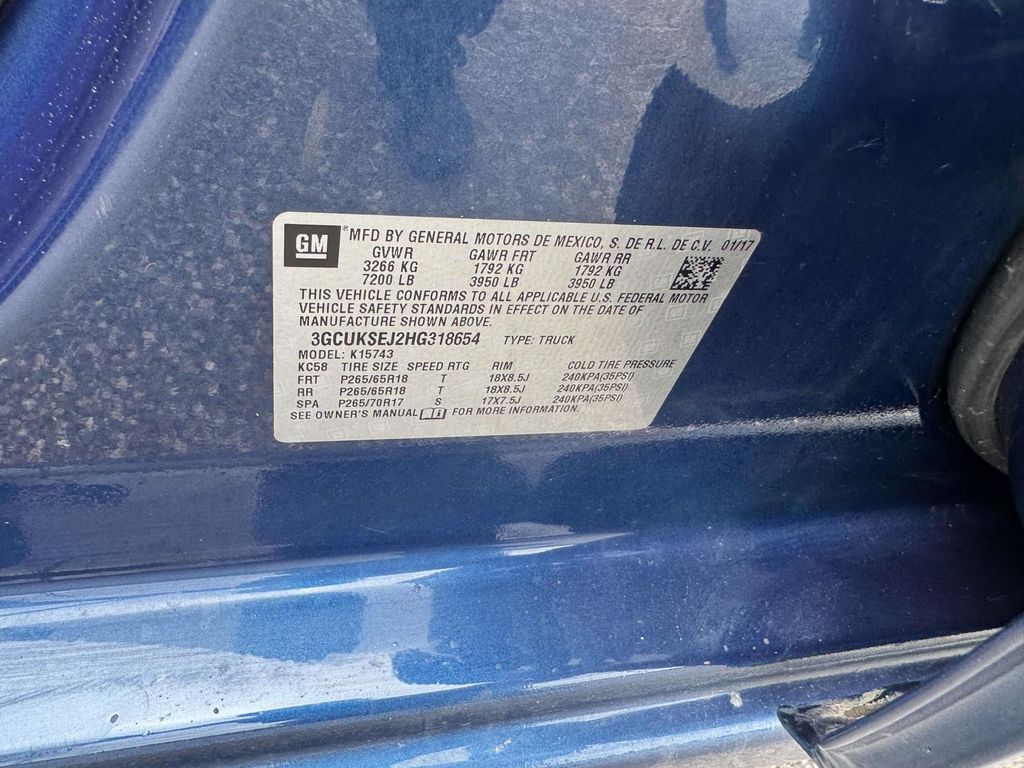 GM
® MFD BY GENERAL MOTORS DE MEXICO, S. DE R.L. DE C.V. 01/17
GVWR GAWR FRT GAWR RR
3266 KG 1792 KG 1792 KG
7200 LB 3950 LB 3950 LB
THIS VEHICLE CONFORMS TO ALL APPLICABLE U.S. FEDERAL MOTOR
VEHICLE SAFETY STANDARDS IN EFFECT ON THE DATE OF
MANUFACTURE SHOWN ABOVE.
3GCUKSEJ2HG318654 TYPE: TRUCK
MODEL: K15743
KC58 TIRE SIZE SPEED RTG RIM COLD TIRE PRESSURE
FRT P265/65R18 T 18X8.5J 240KPA(35PSI)
RR P265/65R18 T 18X8.5J 240KPA(35PSI)
SPA P265/70R17 S 17X7.5J 240KPA(35PSI)
SEE OWNER'S MANUAL FOR MORE INFORMATION.